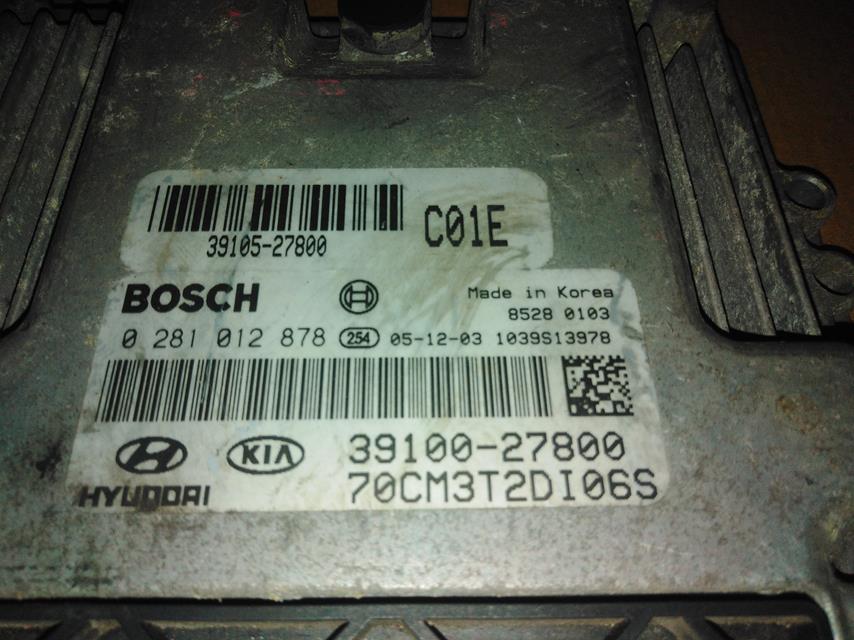 39105-27800
C01E
BOSCH
Made in Korea
8528 0103
0 281 012 878 254 05-12-03 1039S13978
HYUNDAI KIA 39100-27800
70CM3T2DI06S